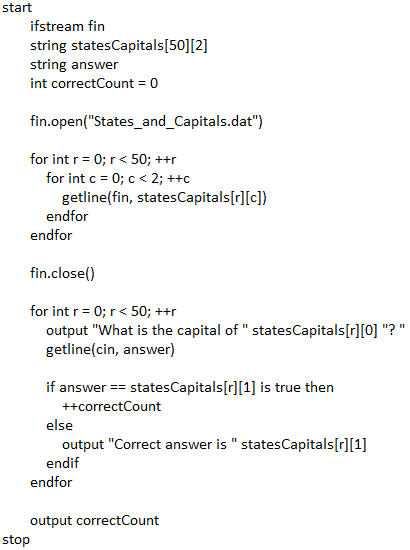 start
ifstream fin
string statesCapitals[50][2]
string answer
int correctCount = 0
fin.open("States_and_Capitals.dat")
for int r = 0; r < 50; ++r
for int c = 0; c < 2; ++c
getline(fin, statesCapitals[r][c])
endfor
endfor
fin.close()
for int r = 0; r < 50; ++r
output "What is the capital of " statesCapitals[r][0] "? "
getline(cin, answer)
if answer == statesCapitals[r][1] is true then
++correctCount
else
output "Correct answer is " statesCapitals[r][1]
endif
endfor
output correctCount
stop